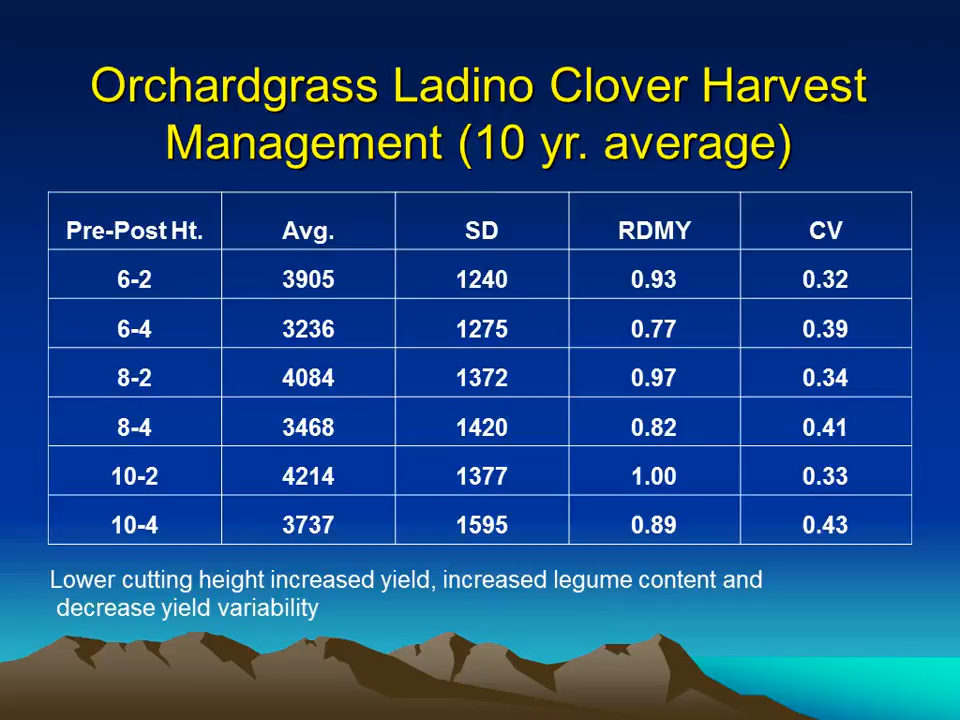 Orchardgrass Ladino Clover Harvest
Management (10 yr. average)
Pre-Post Ht. Avg. SD RDMY CV
6-2 3905 1240 0.93 0.32
6-4 3236 1275 0.77 0.39
8-2 4084 1372 0.97 0.34
8-4 3468 1420 0.82 0.41
10-2 4214 1377 1.00 0.33
10-4 3737 1595 0.89 0.43
Lower cutting height increased yield, increased legume content and
decrease yield variability